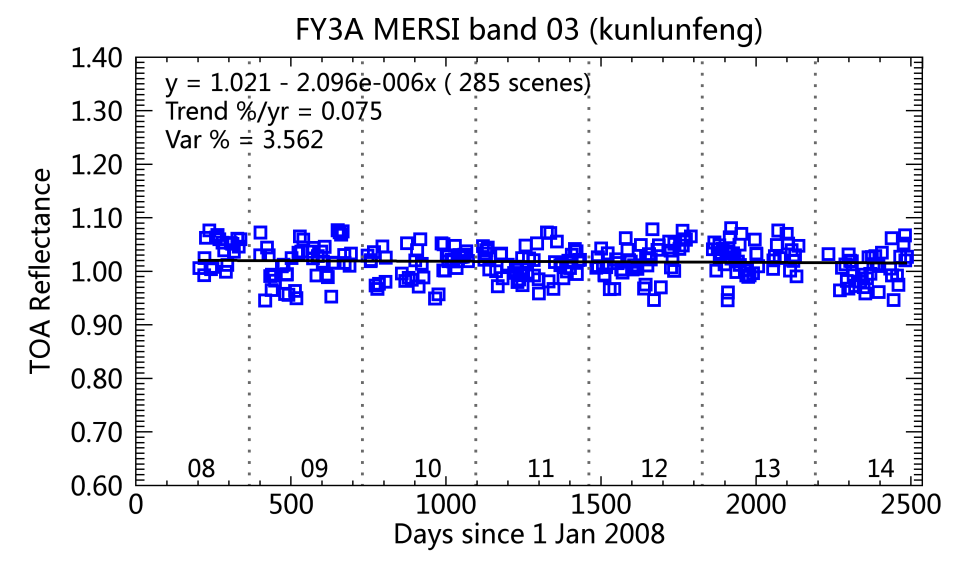 FY3A MERSI band 03 (kunlunfeng)
y = 1.021 - 2.096e-006x ( 285 scenes)
Trend %/yr = 0.075
Var % = 3.562
TOA Reflectance
1.40
1.30
1.20
1.10
1.00
0.90
0.80
0.70
0.60
08 09 10 11 12 13 14
0 500 1000 1500 2000 2500
Days since 1 Jan 2008